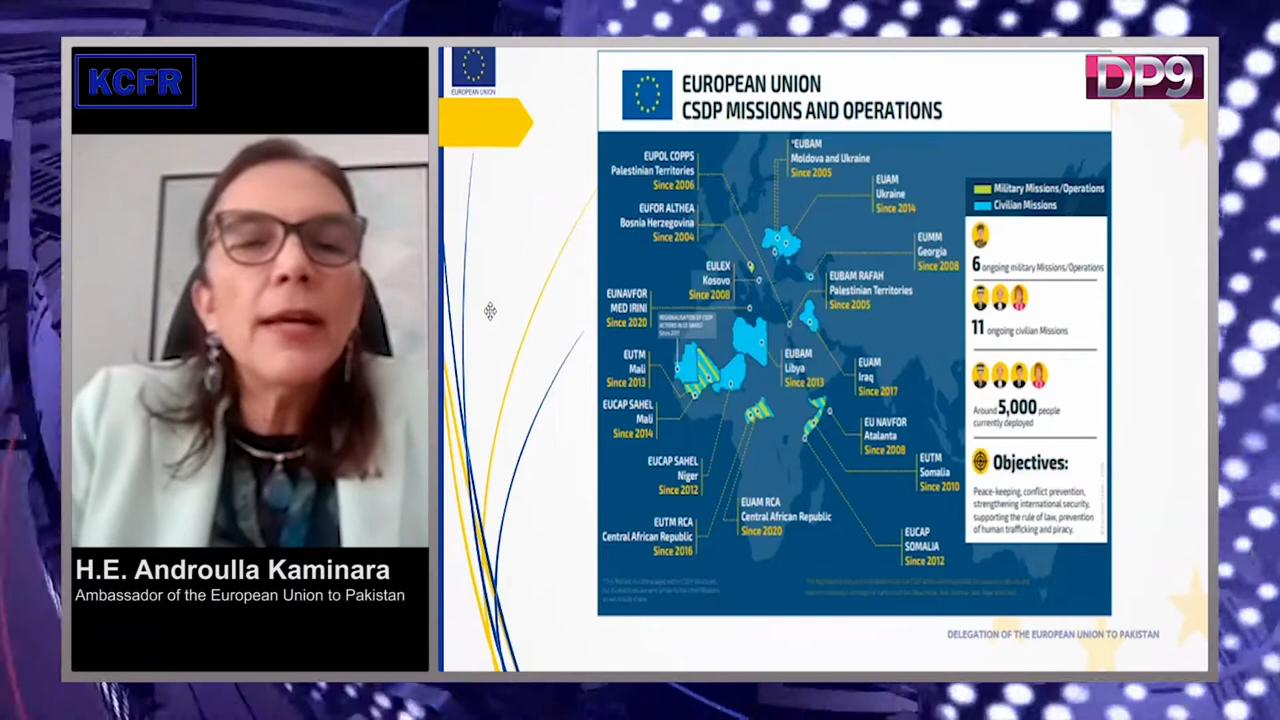 KCFR
H.E. Androulla Kaminara
Ambassador of the European Union to Pakistan
EUROPEAN UNION
DP9
EUROPEAN UNION
CSDP MISSIONS AND OPERATIONS
EUPOL COPPS
Palestinian Territories
Since 2006
*EUBAM
Moldova and Ukraine
Since 2005
EUAM
Ukraine
Since 2014
EUFOR ALTHEA
Bosnia Herzegovina
Since 2004
EUMM
Georgia
Since 2008
EULEX
Kosovo
Since 2008
EUBAM RAFAH
Palestinian Territories
Since 2005
EUNAVFOR
MED IRINI
Since 2020
EUTM
Mali
Since 2013
EUBAM
Libya
Since 2013
EUAM
Iraq
Since 2017
EUCAP SAHEL
Mali
Since 2014
EU NAVFOR
Atalanta
Since 2008
EUCAP SAHEL
Niger
Since 2012
EUTM
Somalia
Since 2010
EUAM RCA
Central African Republic
Since 2020
EUTM RCA
Central African Republic
Since 2016
EUCAP
SOMALIA
Since 2012
Military Missions/Operations
Civilian Missions
6 ongoing military Missions/Operations
11 ongoing civilian Missions
Around 5,000 people
currently deployed
Objectives:
Peace-keeping, conflict prevention,
strengthening international security,
supporting the rule of law, prevention
of human trafficking and piracy.
DELEGATION OF THE EUROPEAN UNION TO PAKISTAN